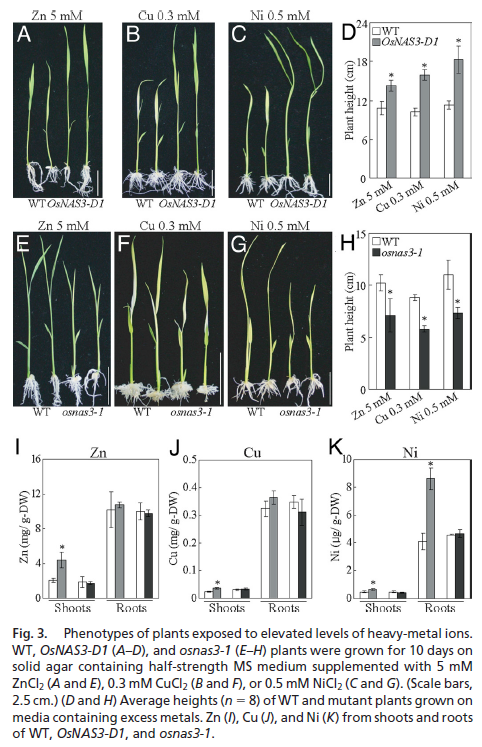 Zn 5 mM Cu 0.3 mM Ni 0.5 mM
A B C D
WT
OsNAS3-D1
Plant height (cm)
24
18
12
6
0
*
*
*
WT OsNAS3-D1 WT OsNAS3-D1 WT OsNAS3-D1
Zn 5 mM Cu 0.3 mM Ni 0.5 mM
Zn 5 mM Cu 0.3 mM Ni 0.5 mM
E F G H
WT
osnas3-1
Plant height (cm)
15
10
5
0
*
*
*
WT osnas3-1 WT osnas3-1 WT osnas3-1
Zn 5 mM Cu 0.3 mM Ni 0.5 mM
I Zn
Zn (mg/ g-DW)
16
12
8
4
0
*
Shoots Roots
J Cu
Cu (mg/ g-DW)
0.5
0.4
0.3
0.2
0.1
0
*
Shoots Roots
K Ni
Ni (µg/ g-DW)
10
8
6
4
2
0
*
*
Shoots Roots
Fig. 3. Phenotypes of plants exposed to elevated levels of heavy-metal ions.
WT, OsNAS3-D1 (A–D), and osnas3-1 (E–H) plants were grown for 10 days on
solid agar containing half-strength MS medium supplemented with 5 mM
ZnCl₂ (A and E), 0.3 mM CuCl₂ (B and F), or 0.5 mM NiCl₂ (C and G). (Scale bars,
2.5 cm.) (D and H) Average heights (n = 8) of WT and mutant plants grown on
media containing excess metals. Zn (I), Cu (J), and Ni (K) from shoots and roots
of WT, OsNAS3-D1, and osnas3-1.